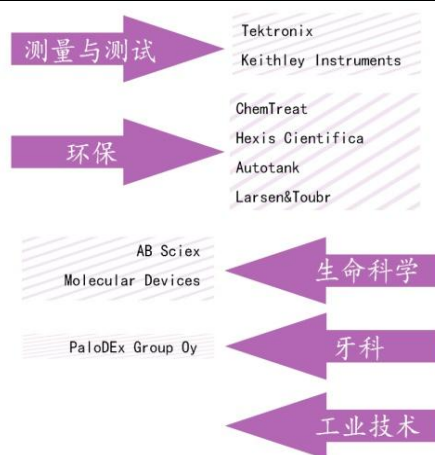 测量与测试
Tektronix
Keithley Instruments
环保
ChemTreat
Hexis Cientifica
Autotank
Larsen&Toubr
AB Sciex
Molecular Devices
生命科学
PaloDEx Group Oy
牙科
工业技术